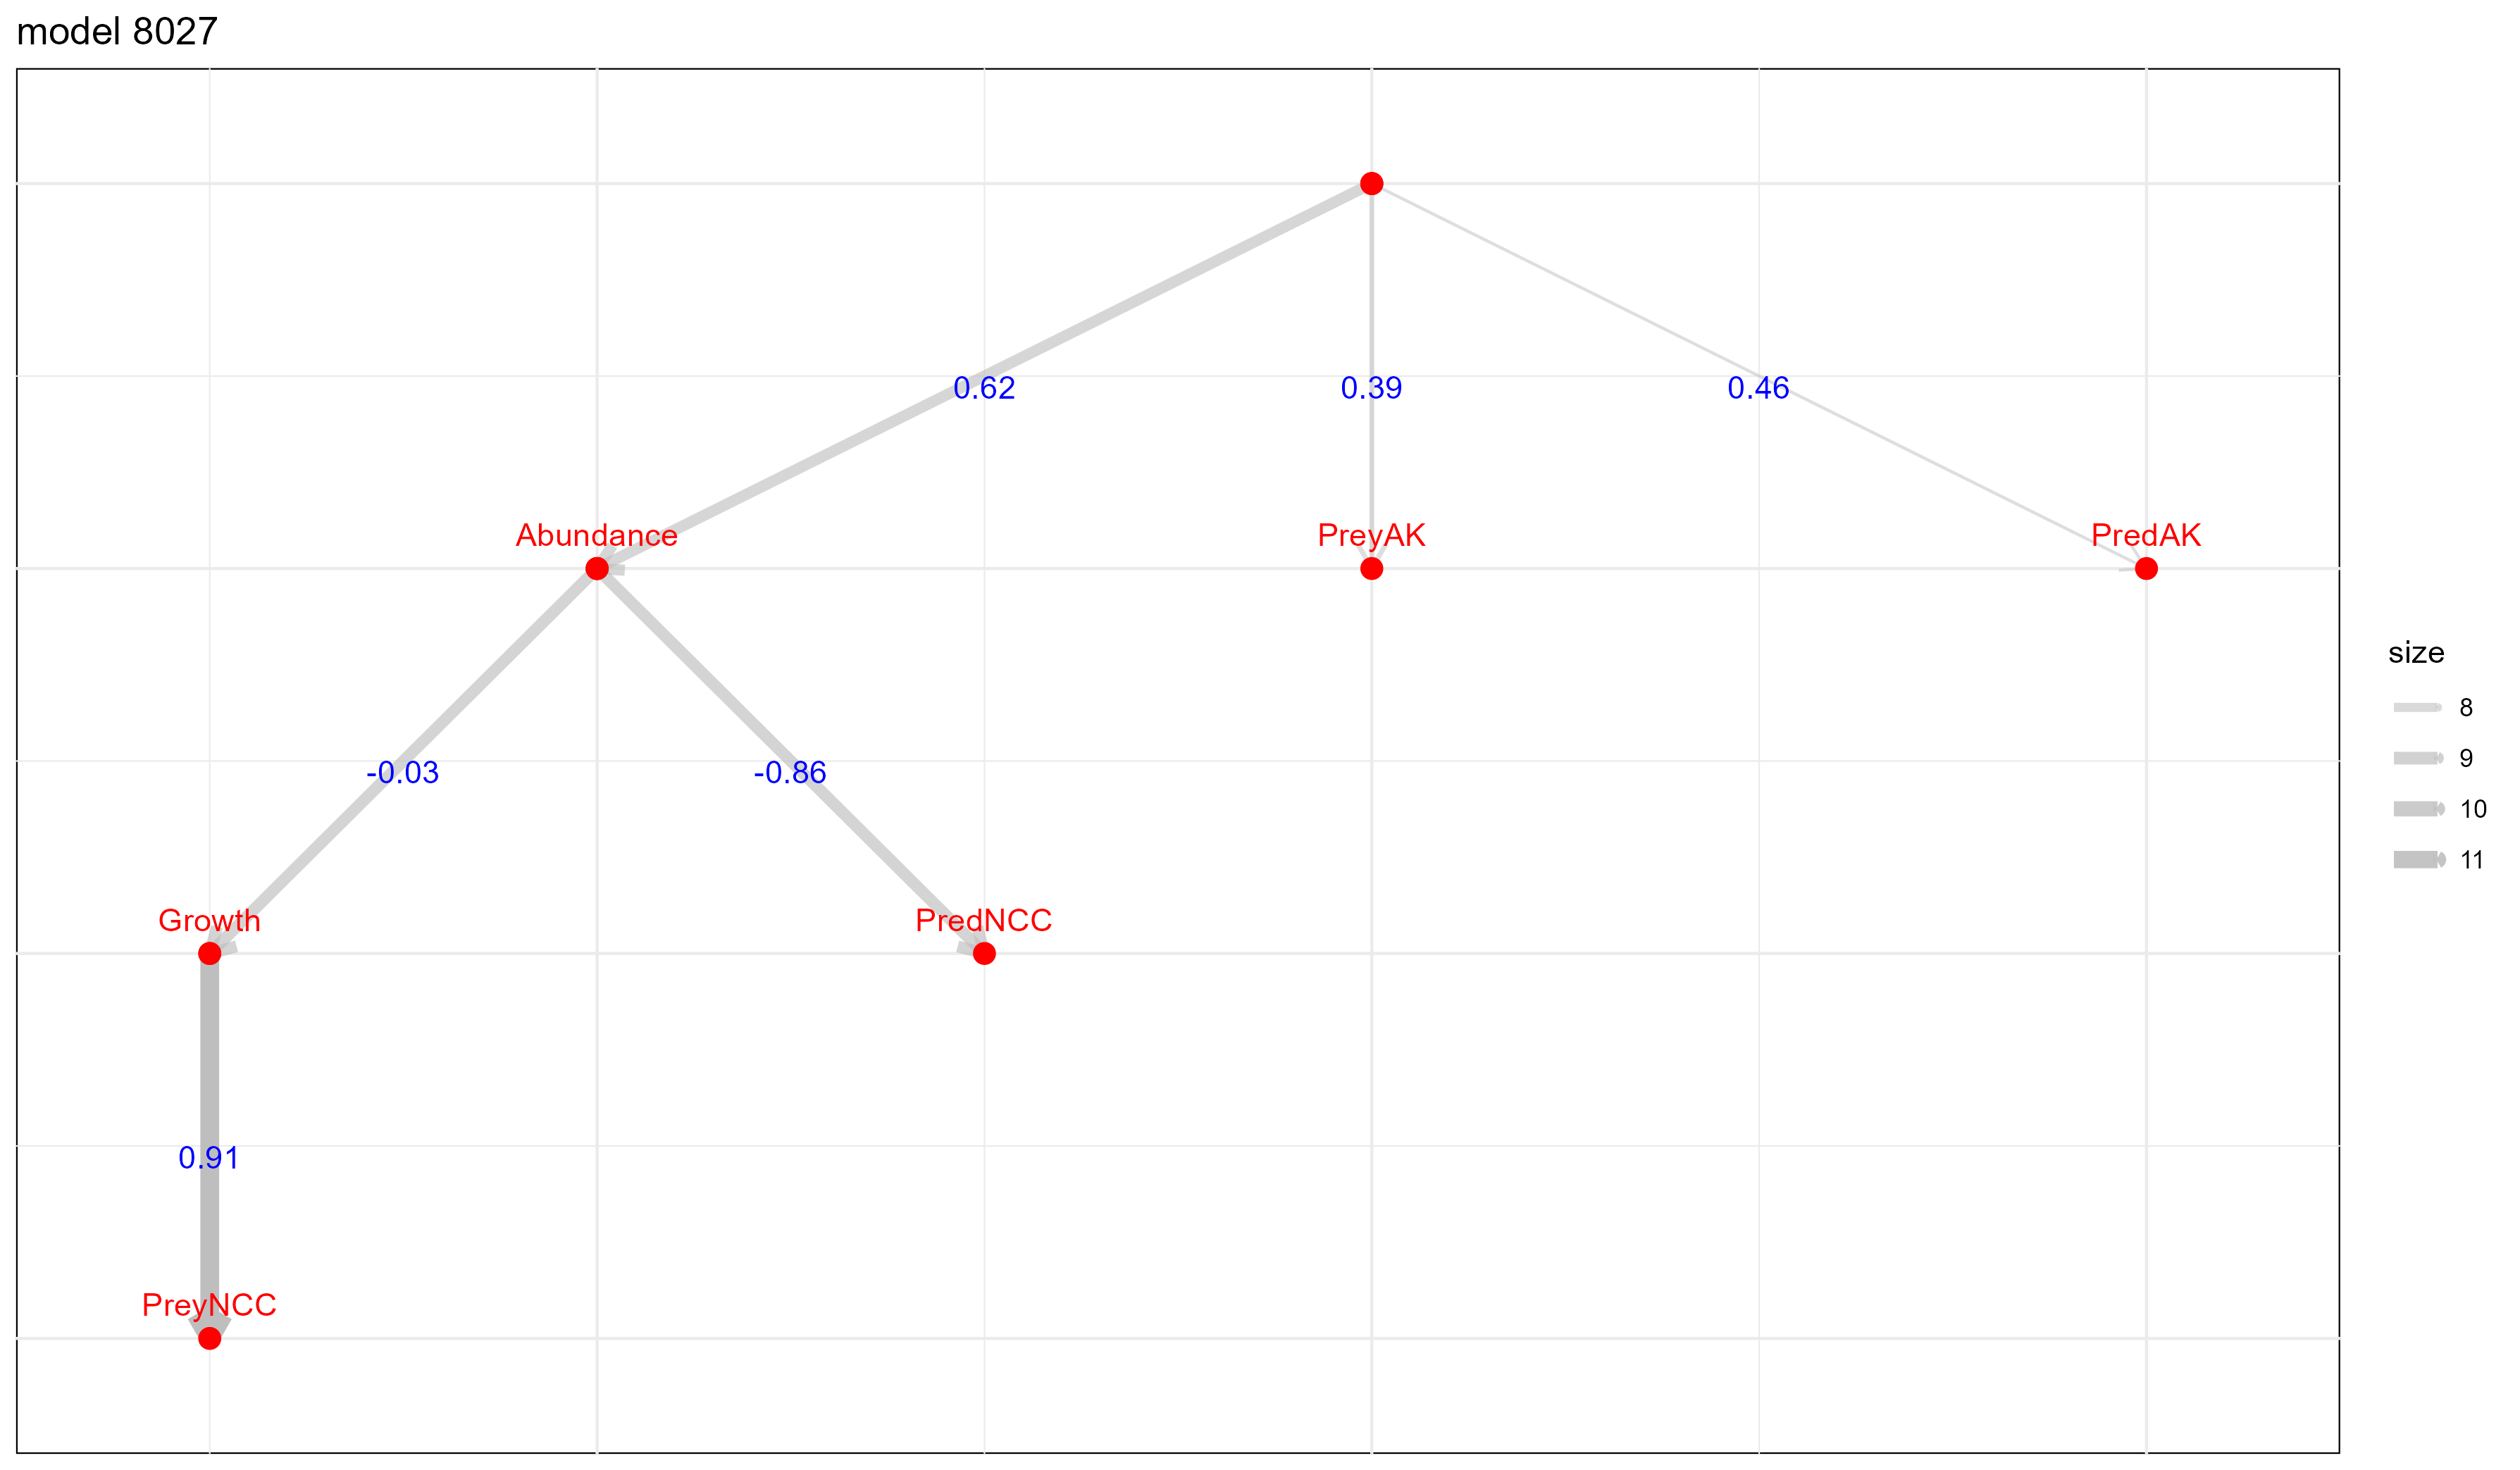 model 8027
0.62
0.39
0.46
Abundance
PreyAK
PredAK
size
8
-0.03
-0.86
9
10
11
Growth
PredNCC
0.91
PreyNCC